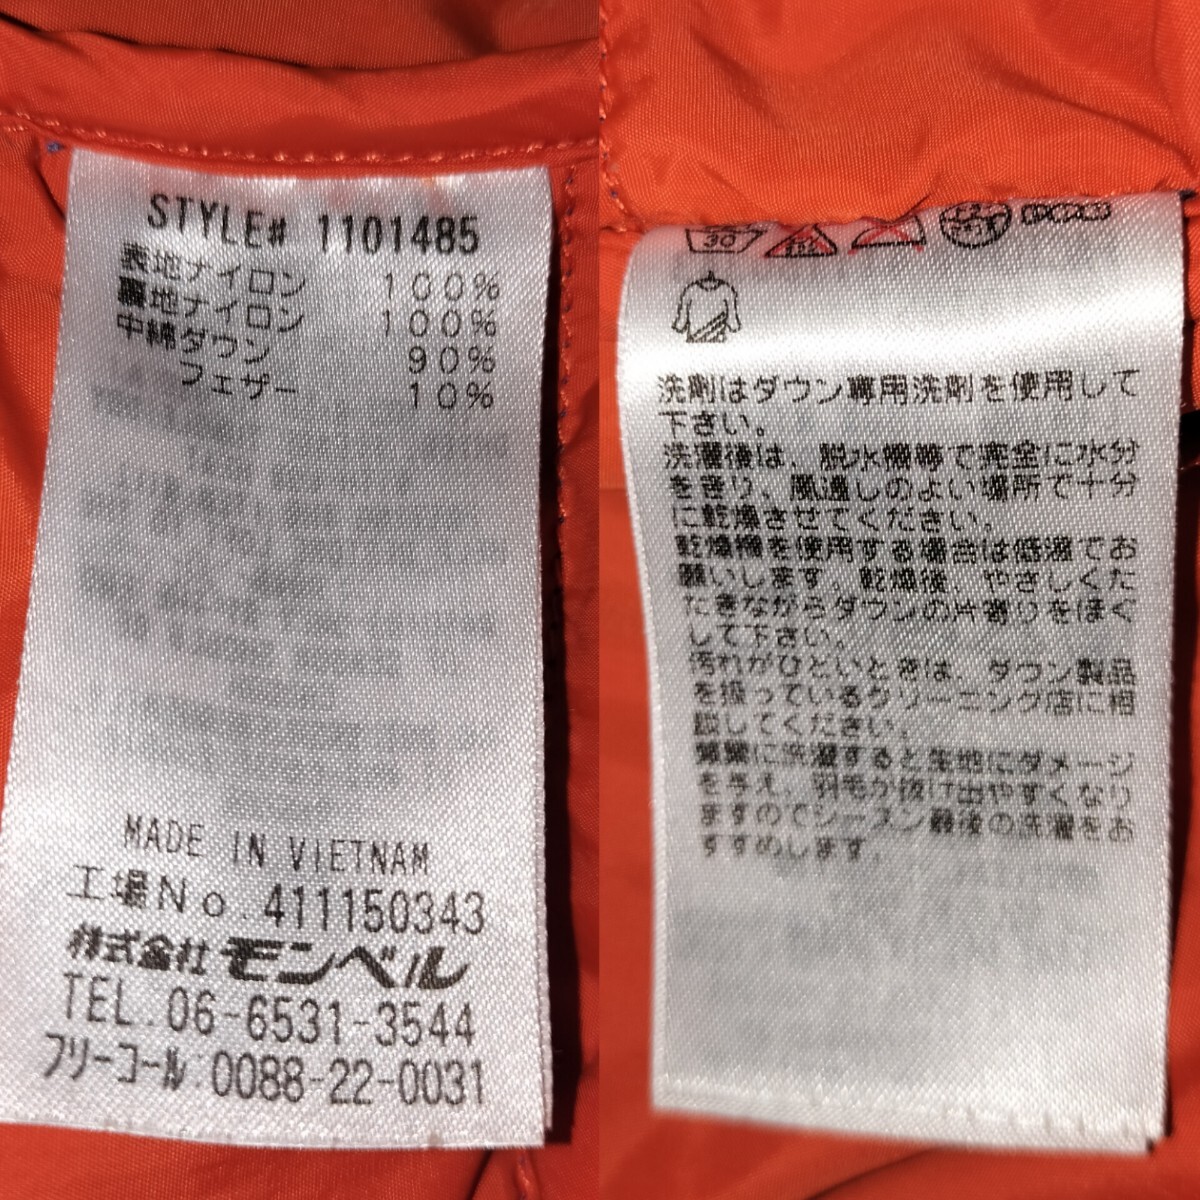 STYLE# 1101485
表地ナイロン 100%
裏地ナイロン 100%
中綿ダウン 90%
フェザー 10%
MADE IN VIETNAM
工場No.411150343
株式会社 モンベル
TEL.06-6531-3544
フリーコール:0088-22-0031
30
洗剤はダウン専用洗剤を使用して
下さい。
洗濯後は、脱水機等で完全に水分
をきり、風通しのよい場所で十分
に乾燥させてください。
乾燥機を使用する場合は低温でお
願いします。乾燥後、やさしくた
たきながらダウンの片寄りをほぐ
して下さい。
汚れがひどいときは、ダウン製品
を扱っているクリーニング店に相
談してください。
頻繁に洗濯すると生地にダメージ
を与え、羽毛が抜け出やすくなり
ますのでシーズン最後の洗濯をお
すすめします。